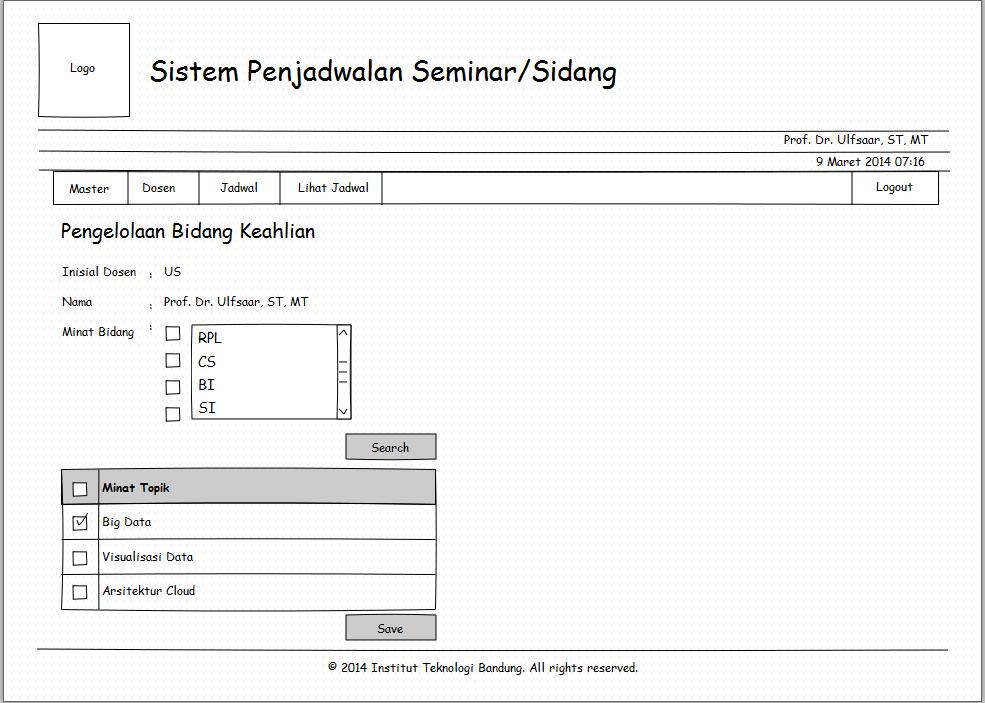 Logo
Sistem Penjadwalan Seminar/Sidang
Prof. Dr. Ulfsaar, ST, MT
9 Maret 2014 07:16
Master Dosen Jadwal Lihat Jadwal Logout
Pengelolaan Bidang Keahlian
Inisial Dosen : US
Nama : Prof. Dr. Ulfsaar, ST, MT
Minat Bidang :
RPL
CS
BI
SI
Search
Minat Topik
Big Data
Visualisasi Data
Arsitektur Cloud
Save
© 2014 Institut Teknologi Bandung. All rights reserved.